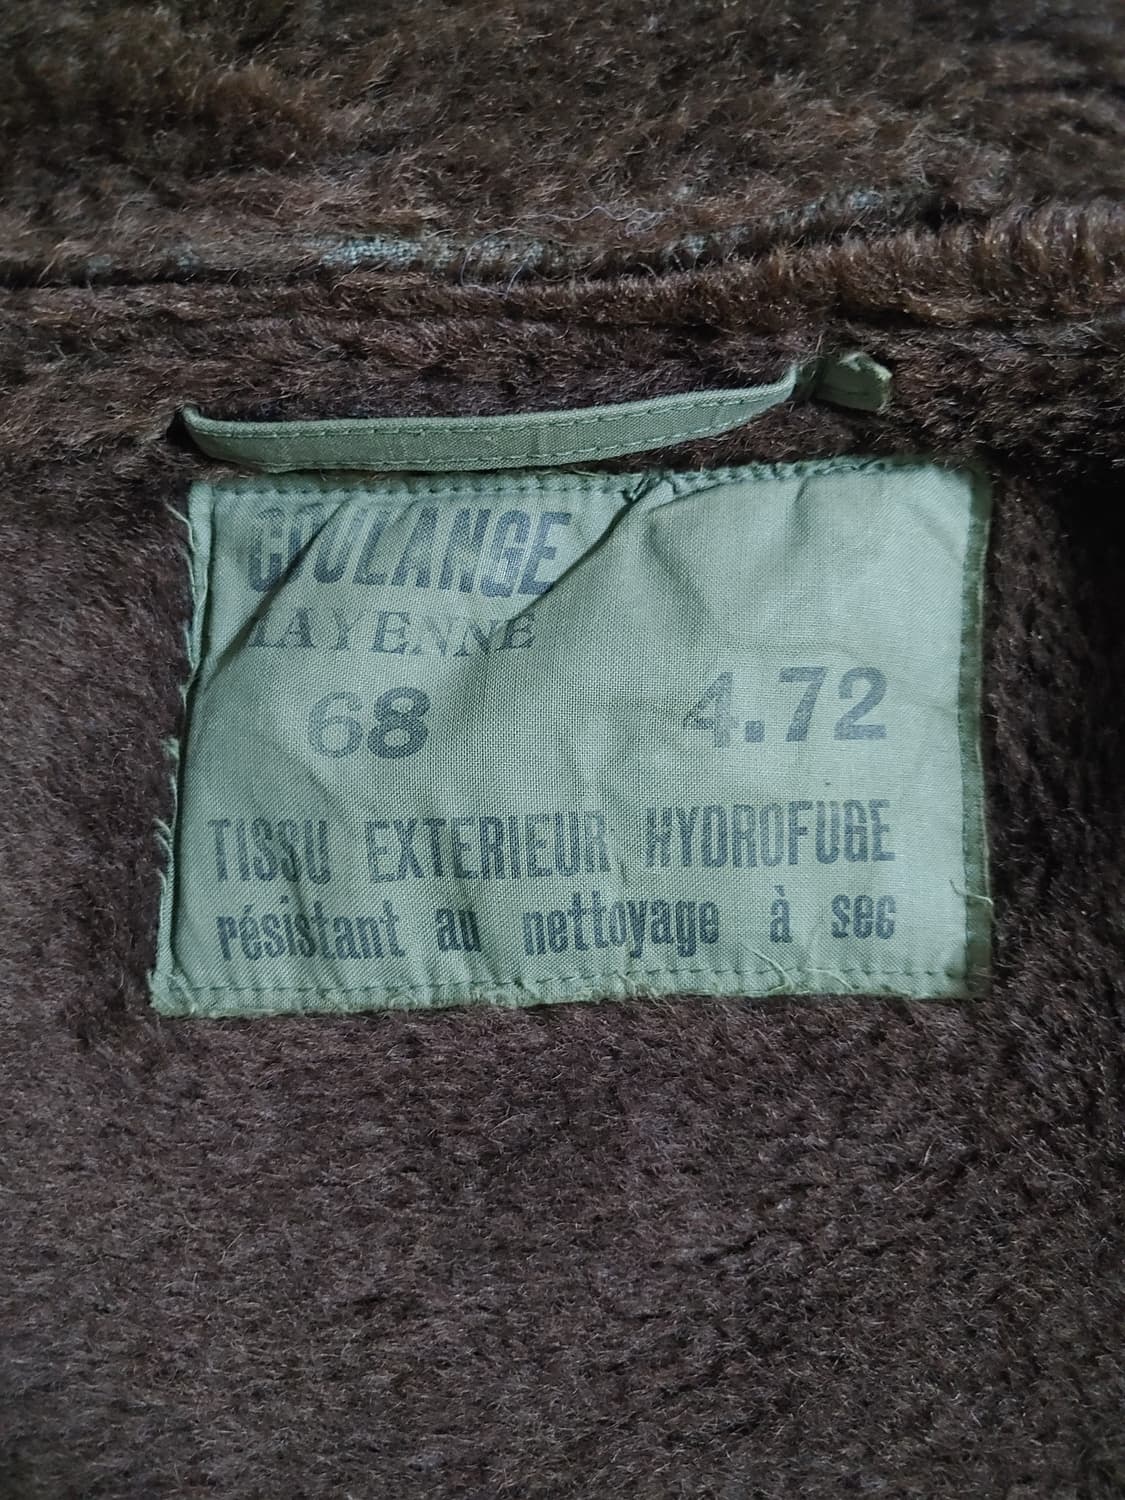 COULANGE
MAYENNE
68 4.72
TISSU EXTERIEUR HYDROFUGE
résistant au nettoyage à sec